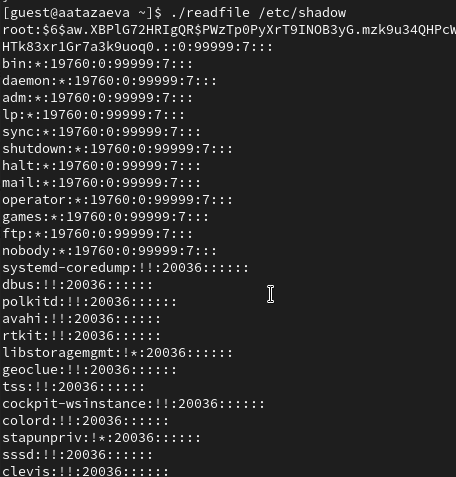 [guest@aatazaeva ~]$ ./readfile /etc/shadow
root:$6$aw.XBPlG72HRIgQR$PWzTp0PyXrT9INOB3yG.mzk9u34QHPcW
HTk83xr1Gr7a3k9uoq0.::0:99999:7:::
bin:*:19760:0:99999:7:::
daemon:*:19760:0:99999:7:::
adm:*:19760:0:99999:7:::
lp:*:19760:0:99999:7:::
sync:*:19760:0:99999:7:::
shutdown:*:19760:0:99999:7:::
halt:*:19760:0:99999:7:::
mail:*:19760:0:99999:7:::
operator:*:19760:0:99999:7:::
games:*:19760:0:99999:7:::
ftp:*:19760:0:99999:7:::
nobody:*:19760:0:99999:7:::
systemd-coredump:!!:20036::::::
dbus:!!:20036::::::
polkitd:!!:20036::::::
avahi:!!:20036::::::
rtkit:!!:20036::::::
libstoragemgmt:!*:20036::::::
geoclue:!!:20036::::::
tss:!!:20036::::::
cockpit-wsinstance:!!:20036::::::
colord:!!:20036::::::
stapunpriv:!*:20036::::::
sssd:!!:20036::::::
clevis:!!:20036::::::